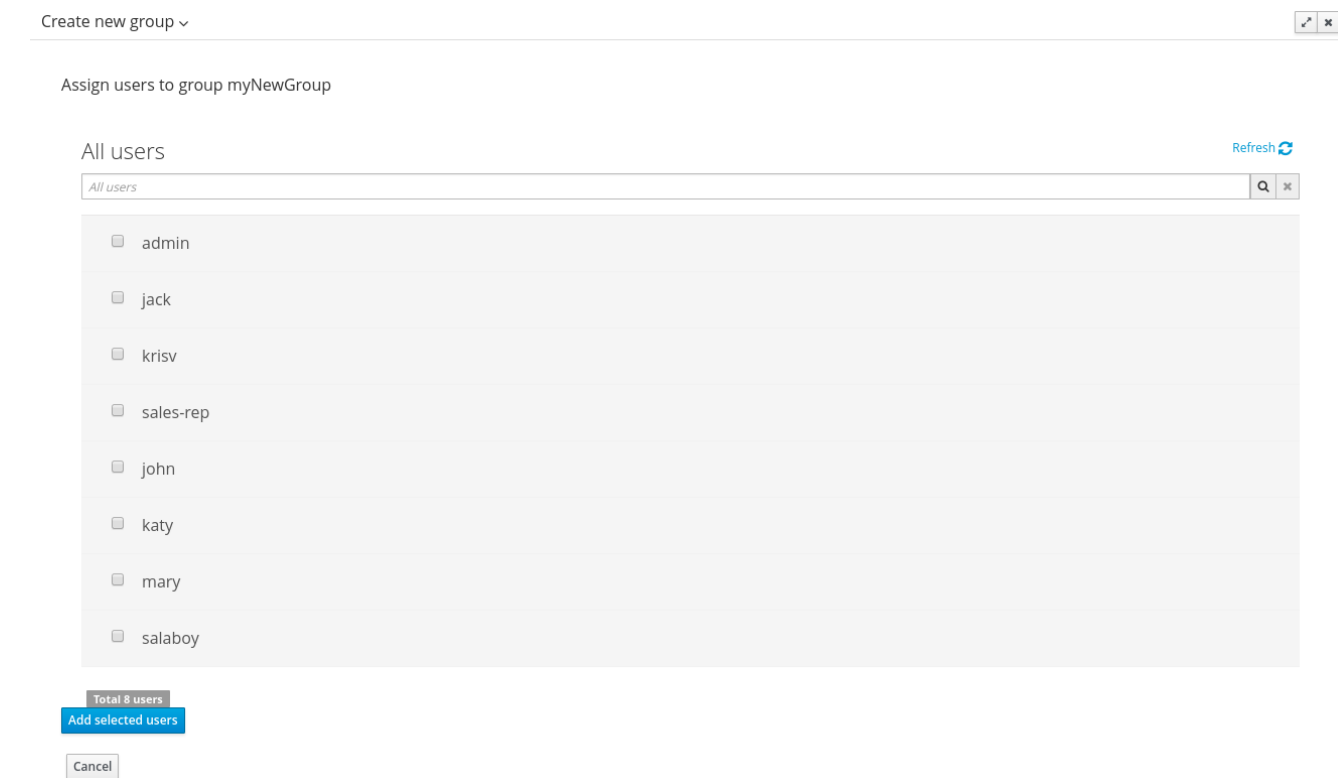 Create new group
Assign users to group myNewGroup
All users
Refresh
All users
admin
jack
krisv
sales-rep
john
katy
mary
salaboy
Total 8 users
Add selected users
Cancel